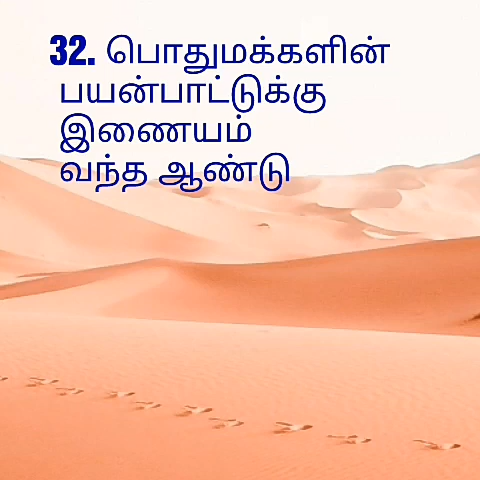 32. பொதுமக்களின்
பயன்பாட்டுக்கு
இணையம்
வந்த ஆண்டு